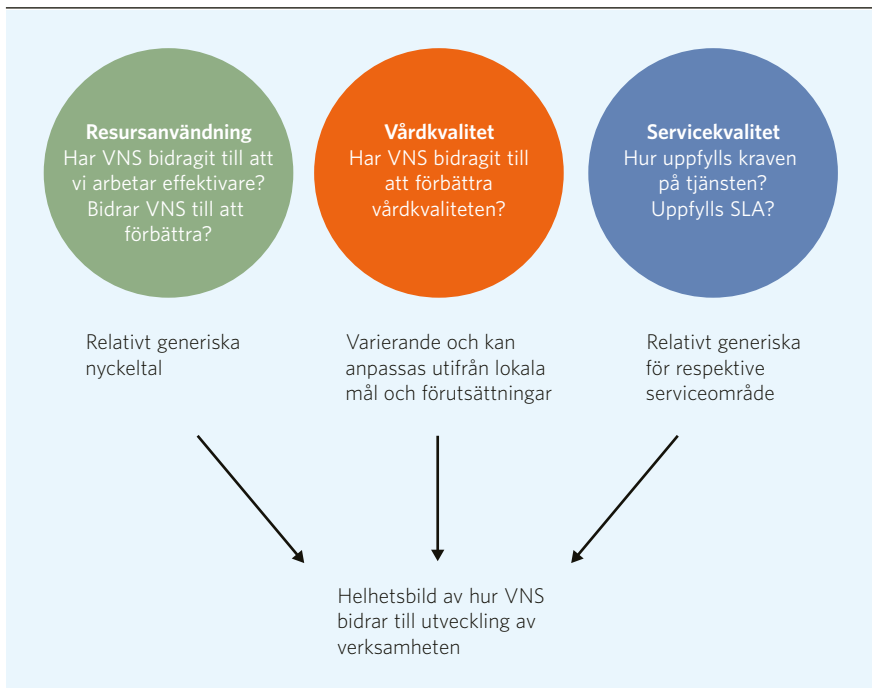 Resursanvändning
Har VNS bidragit till att
vi arbetar effektivare?
Bidrar VNS till att
förbättra?
Vårdkvalitet
Har VNS bidragit till
att förbättra
vårdkvaliteten?
Servicekvalitet
Hur uppfylls kraven
på tjänsten?
Uppfylls SLA?
Relativt generiska
nyckeltal
Varierande och kan
anpassas utifrån lokala
mål och förutsättningar
Relativt generiska
för respektive
serviceområde
Helhetsbild av hur VNS
bidrar till utveckling av
verksamheten